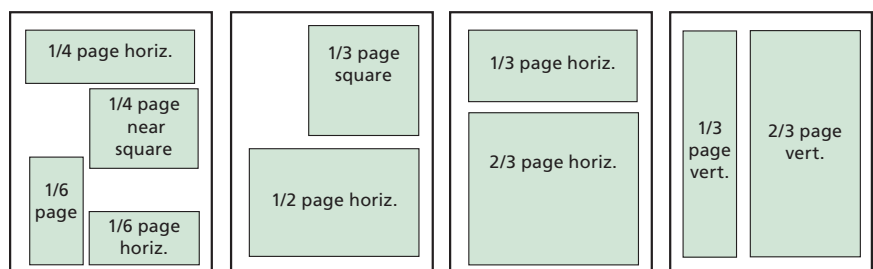 1/4 page horiz.
1/4 page
near
square
1/6
page
1/6 page
horiz.
1/3 page
square
1/2 page horiz.
1/3 page horiz.
2/3 page horiz.
1/3
page
vert.
2/3 page
vert.